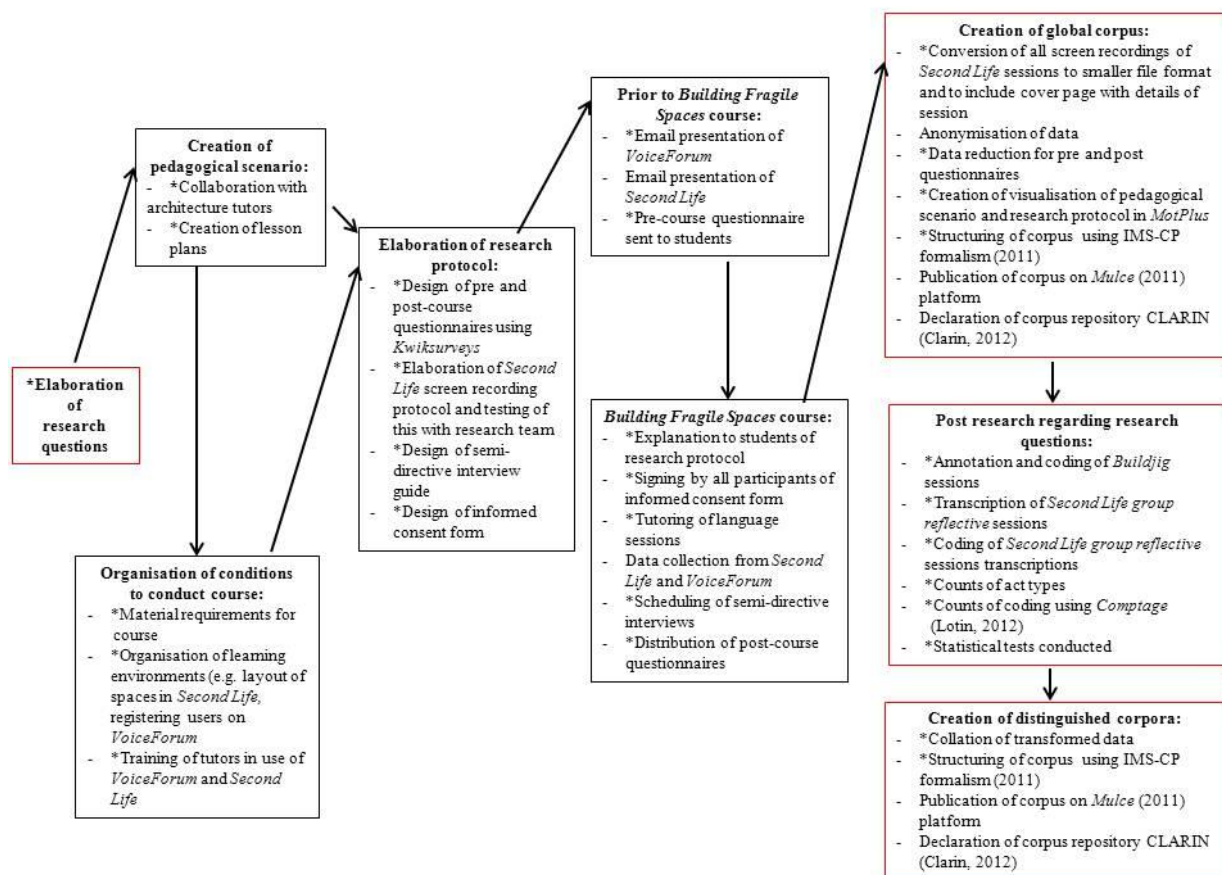 *Elaboration
of
research
questions
Creation of
pedagogical scenario:
- *Collaboration with
architecture tutors
- *Creation of lesson
plans
Organisation of conditions
to conduct course:
- *Material requirements for
course
- *Organisation of learning
environments (e.g. layout of
spaces in Second Life,
registering users on
VoiceForum
- *Training of tutors in use of
VoiceForum and Second
Life
Elaboration of research
protocol:
- *Design of pre and
post-course
questionnaires using
Kwiksurveys
- *Elaboration of Second
Life screen recording
protocol and testing of
this with research team
- *Design of semi-
directive interview
guide
- *Design of informed
consent form
Prior to Building Fragile
Spaces course:
- *Email presentation of
VoiceForum
- Email presentation of
Second Life
- *Pre-course questionnaire
sent to students
Building Fragile Spaces course:
- *Explanation to students of
research protocol
- *Signing by all participants of
informed consent form
- *Tutoring of language
sessions
- Data collection from Second
Life and VoiceForum
- *Scheduling of semi-directive
interviews
- *Distribution of post-course
questionnaires
Creation of global corpus:
- *Conversion of all screen recordings of
Second Life sessions to smaller file format
and to include cover page with details of
session
- Anonymisation of data
- *Data reduction for pre and post
questionnaires
- *Creation of visualisation of pedagogical
scenario and research protocol in MotPlus
- *Structuring of corpus using IMS-CP
formalism (2011)
- Publication of corpus on Mulce (2011)
platform
- Declaration of corpus repository CLARIN
(Clarin, 2012)
Post research regarding research
questions:
- *Annotation and coding of Buildjig
sessions
- *Transcription of Second Life group
reflective sessions
- *Coding of Second Life group reflective
sessions transcriptions
- *Counts of act types
- *Counts of coding using Comptage
(Lotin, 2012)
- *Statistical tests conducted
Creation of distinguished corpora:
- *Collation of transformed data
- *Structuring of corpus using IMS-CP
formalism (2011)
- Publication of corpus on Mulce (2011)
platform
- Declaration of corpus repository CLARIN
(Clarin, 2012)